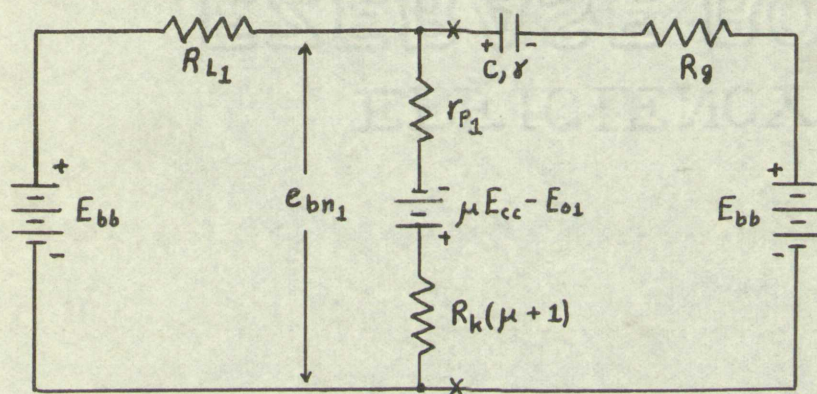 R_L1
+ -
C, γ
R_g
r_p1
+
E_bb
-
e_bn1
-
μE_cc - E_01
+
+
E_bb
-
R_k(μ+1)